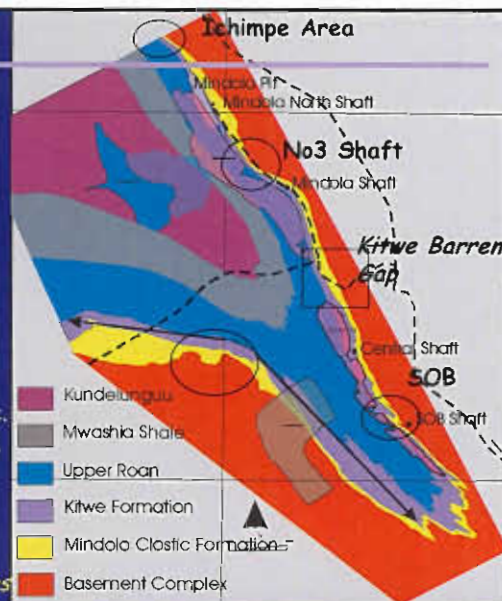 Ichimpe Area
Mindola Pit
Mindola North Shaft
No3 Shaft
Mindola Shaft
Kitwe Barren
Gap
Central Shaft
SOB
SOB Shaft
Kundelungu
Mwashia Shale
Upper Roan
Kitwe Formation
Mindolo Clostic Formation
Basement Complex